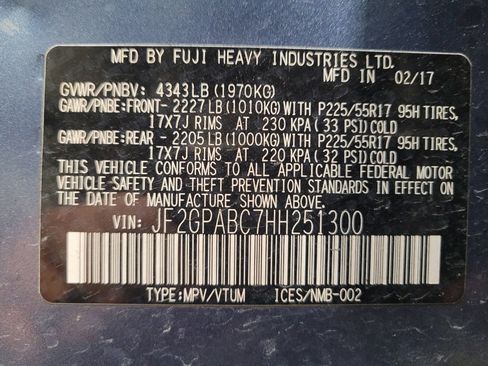 MFD BY FUJI HEAVY INDUSTRIES LTD.
MFD.IN 02/17
GVWR/PNBV: 4343LB(1970KG)
GAWR/PNBE:FRONT- 2227LB(1010KG)WITH P225/55R17 95H TIRES,
17X7J RIMS AT 230 KPA(33 PSI)COLD
GAWR/PNBE:REAR - 2205LB(1000KG)WITH P225/55R17 95H TIRES,
17X7J RIMS AT 220 KPA(32 PSI)COLD
THIS VEHICLE CONFORMS TO ALL APPLICABLE FEDERAL MOTOR
VEHICLE SAFETY AND THEFT PREVENTION STANDARDS IN EFFECT ON
THE DATE OF MANUFACTURE SHOWN ABOVE.
VIN: JF2GPABC7HH251300
TYPE:MPV/VTUM ICES/NMB-002